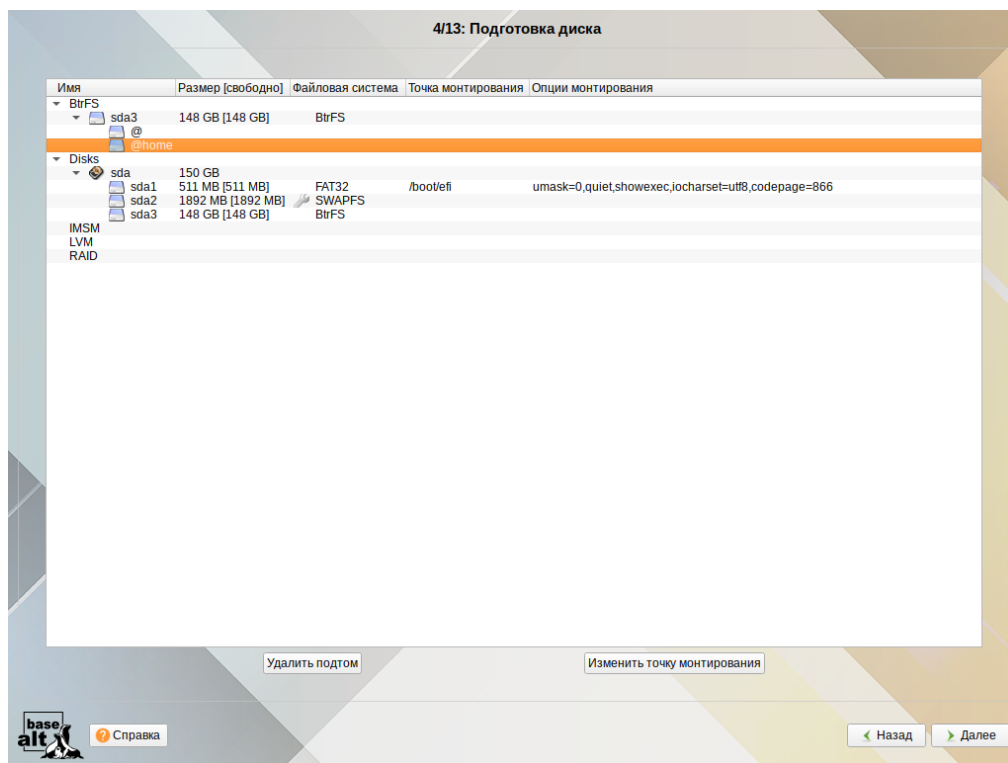 4/13: Подготовка диска
Имя Размер [свободно] Файловая система Точка монтирования Опции монтирования
BtrFS
sda3 148 GB [148 GB] BtrFS
@
@home
Disks
sda 150 GB
sda1 511 MB [511 MB] FAT32 /boot/efi umask=0,quiet,showexec,iocharset=utf8,codepage=866
sda2 1892 MB [1892 MB] SWAPFS
sda3 148 GB [148 GB] BtrFS
IMSM
LVM
RAID
Удалить подтом Изменить точку монтирования
base
alt ? Справка Назад Далее